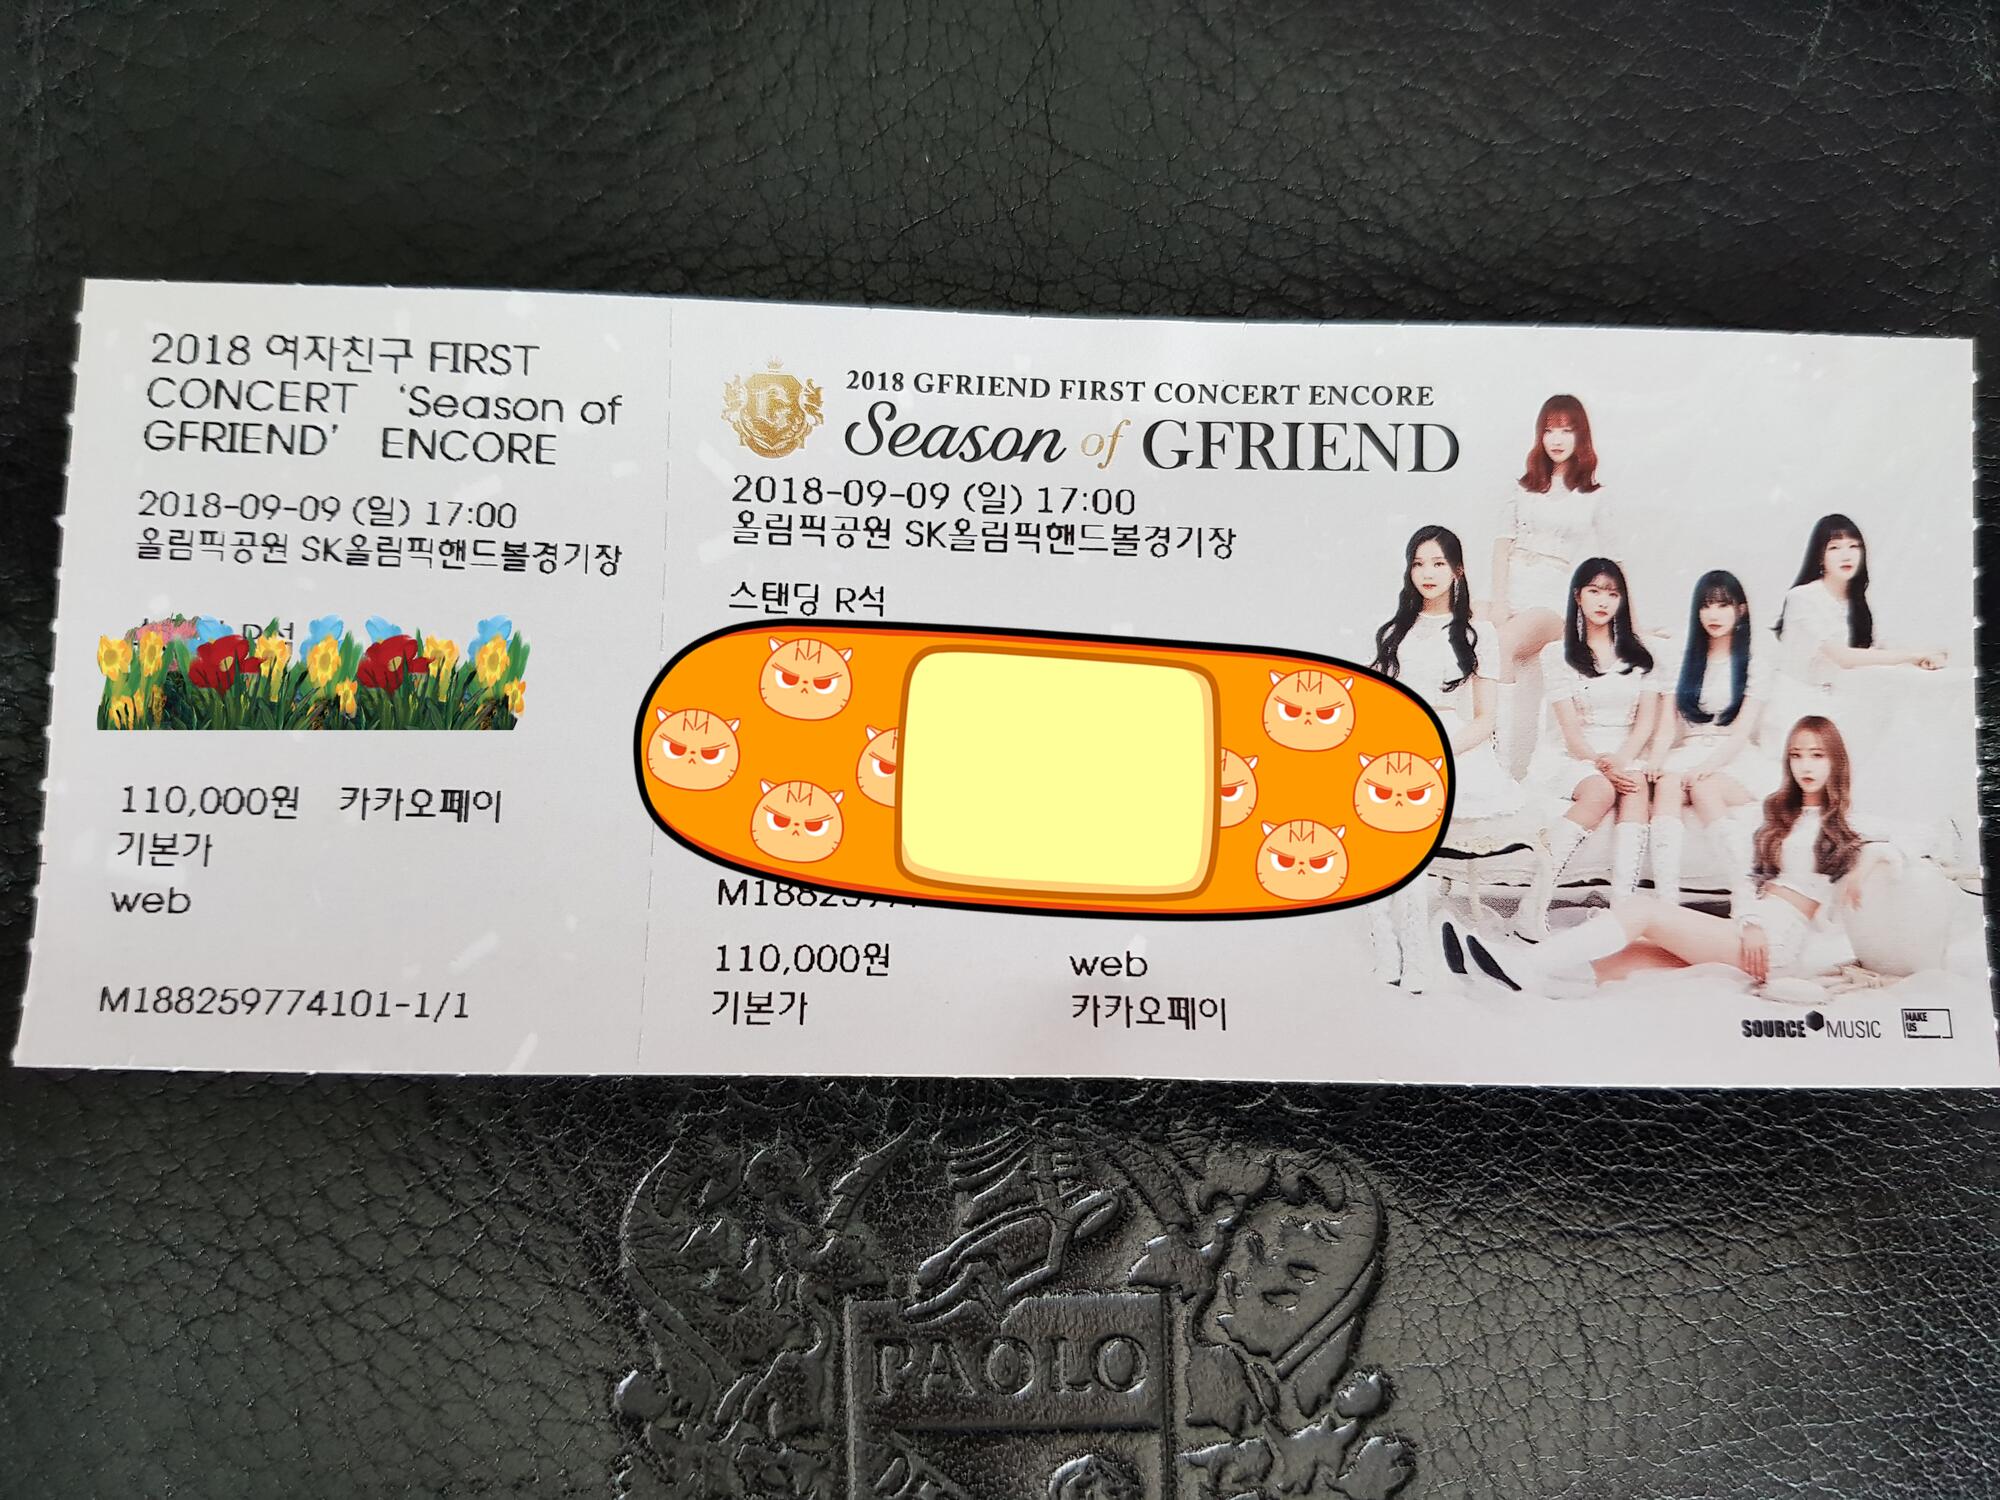 2018 여자친구 FIRST
CONCERT ‘Season of
GFRIEND’ ENCORE
2018-09-09 (일) 17:00
올림픽공원 SK올림픽핸드볼경기장
110,000원 카카오페이
기본가
web
M188259774101-1/1
2018 GFRIEND FIRST CONCERT ENCORE
Season of GFRIEND
2018-09-09 (일) 17:00
올림픽공원 SK올림픽핸드볼경기장
스탠딩 R석
110,000원 web
기본가 카카오페이
SOURCE MUSIC
MAKE
US
PAOLO